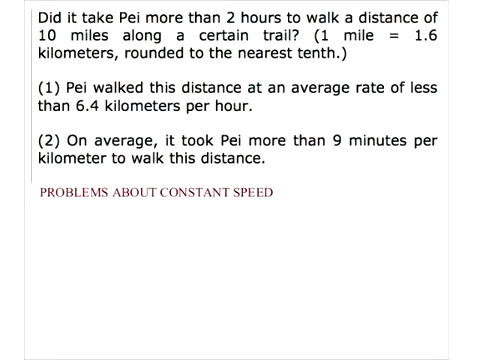 Did it take Pei more than 2 hours to walk a distance of
10 miles along a certain trail? (1 mile = 1.6
kilometers, rounded to the nearest tenth.)
(1) Pei walked this distance at an average rate of less
than 6.4 kilometers per hour.
(2) On average, it took Pei more than 9 minutes per
kilometer to walk this distance.
PROBLEMS ABOUT CONSTANT SPEED